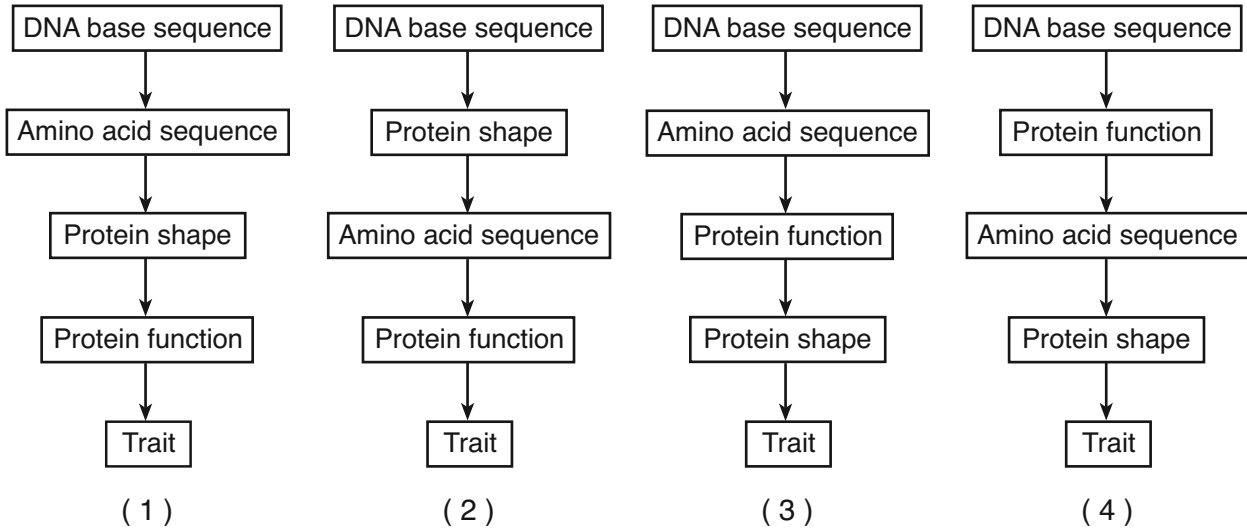 DNA base sequence
Amino acid sequence
Protein shape
Protein function
Trait
( 1 )
DNA base sequence
Protein shape
Amino acid sequence
Protein function
Trait
( 2 )
DNA base sequence
Amino acid sequence
Protein function
Protein shape
Trait
( 3 )
DNA base sequence
Protein function
Amino acid sequence
Protein shape
Trait
( 4 )